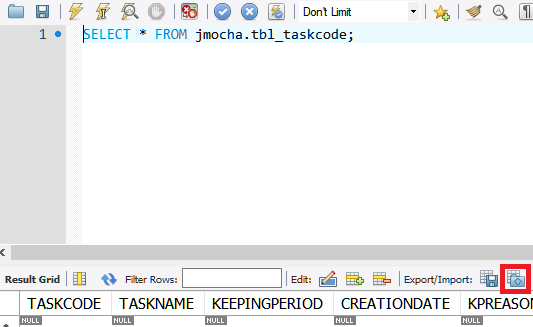 Don't Limit
1 SELECT * FROM jmocha.tbl_taskcode;
Result Grid Filter Rows: Edit: Export/Import:
TASKCODE TASKNAME KEEPINGPERIOD CREATIONDATE KPREASON
NULL NULL NULL NULL NULL